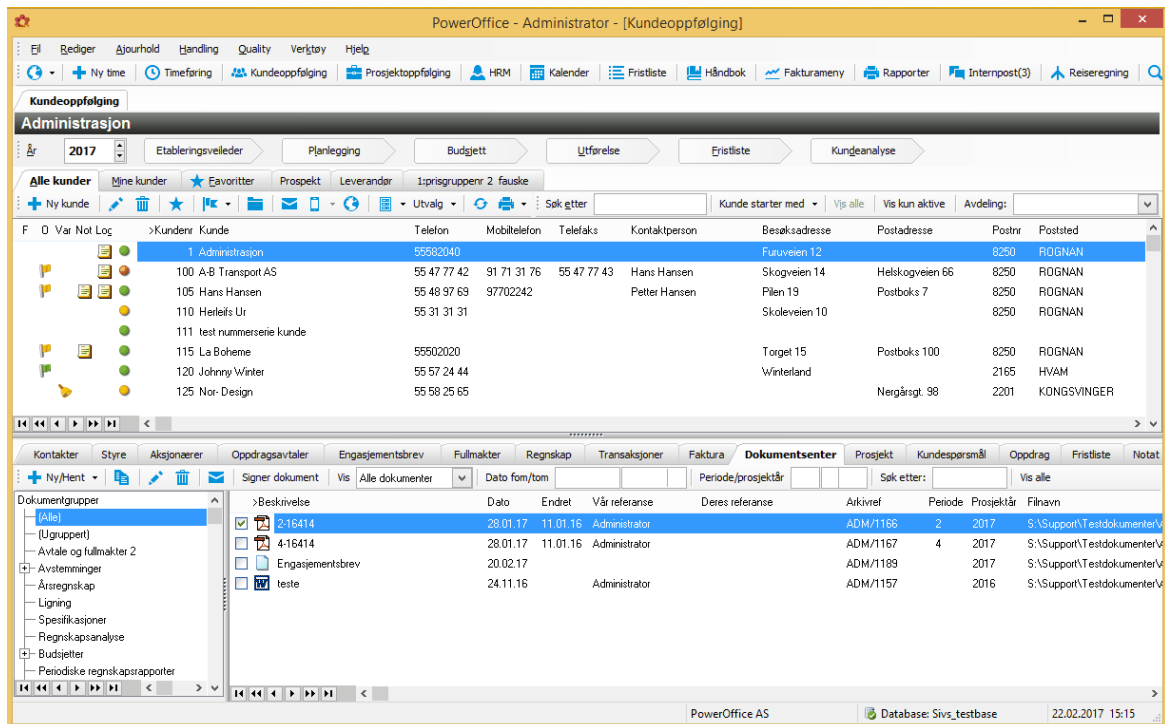 PowerOffice - Administrator - [Kundeoppfølging]
Fil Rediger Ajourhold Handling Quality Verktøy Hjelp
Ny time Timeføring Kundeoppfølging Prosjektoppfølging HRM Kalender Fristliste Håndbok Fakturameny Rapporter Internpost(3) Reiseregning
Kundeoppfølging
Administrasjon
År 2017 Etableringsveileder Planlegging Budsjett Utførelse Fristliste Kundeanalyse
Alle kunder Mine kunder Favoritter Prospekt Leverandør 1:prisgruppenr 2 fauske
Ny kunde Utvalg Søk etter Kunde starter med Vis alle Vis kun aktive Avdeling:
F O Var Not Log >Kundenr Kunde Telefon Mobiltelefon Telefaks Kontaktperson Besøksadresse Postadresse Postnr Poststed
1 Administrasjon 55582040 Furuveien 12 8250 ROGNAN
100 A-B Transport AS 55 47 77 42 91 71 31 76 55 47 77 43 Hans Hansen Skogveien 14 Helskogveien 66 8250 ROGNAN
105 Hans Hansen 55 48 97 69 97702242 Petter Hansen Pilen 19 Postboks 7 8250 ROGNAN
110 Herleifs Ur 55 31 31 31 Skoleveien 10 8250 ROGNAN
111 test nummerserie kunde
115 La Boheme 55502020 Torget 15 Postboks 100 8250 ROGNAN
120 Johnny Winter 55 57 24 44 Winterland 2165 HVAM
125 Nor- Design 55 58 25 65 Nergårsgt. 98 2201 KONGSVINGER
Kontakter Styre Aksjonærer Oppdragsavtaler Engasjementsbrev Fullmakter Regnskap Transaksjoner Faktura Dokumentsenter Prosjekt Kundespørsmål Oppdrag Fristliste Notat
Ny/Hent Signer dokument Vis Alle dokumenter Dato fom/tom Periode/prosjektår Søk etter: Vis alle
Dokumentgrupper
(Alle)
(Ugruppert)
Avtale og fullmakter 2
Avstemminger
Årsregnskap
Ligning
Spesifikasjoner
Regnskapsanalyse
Budsjetter
Periodiske regnskapsrapporter
>Beskrivelse Dato Endret Vår referanse Deres referanse Arkivref Periode Prosjektår Filnavn
2-16414 28.01.17 11.01.16 Administrator ADM/1166 2 2017 S:\Support\Testdokumenter\
4-16414 28.01.17 11.01.16 Administrator ADM/1167 4 2017 S:\Support\Testdokumenter\
Engasjementsbrev 20.02.17 ADM/1189 2017 S:\Support\Testdokumenter\
teste 24.11.16 Administrator ADM/1157 2016 S:\Support\Testdokumenter\
PowerOffice AS Database: Sivs_testbase 22.02.2017 15:15